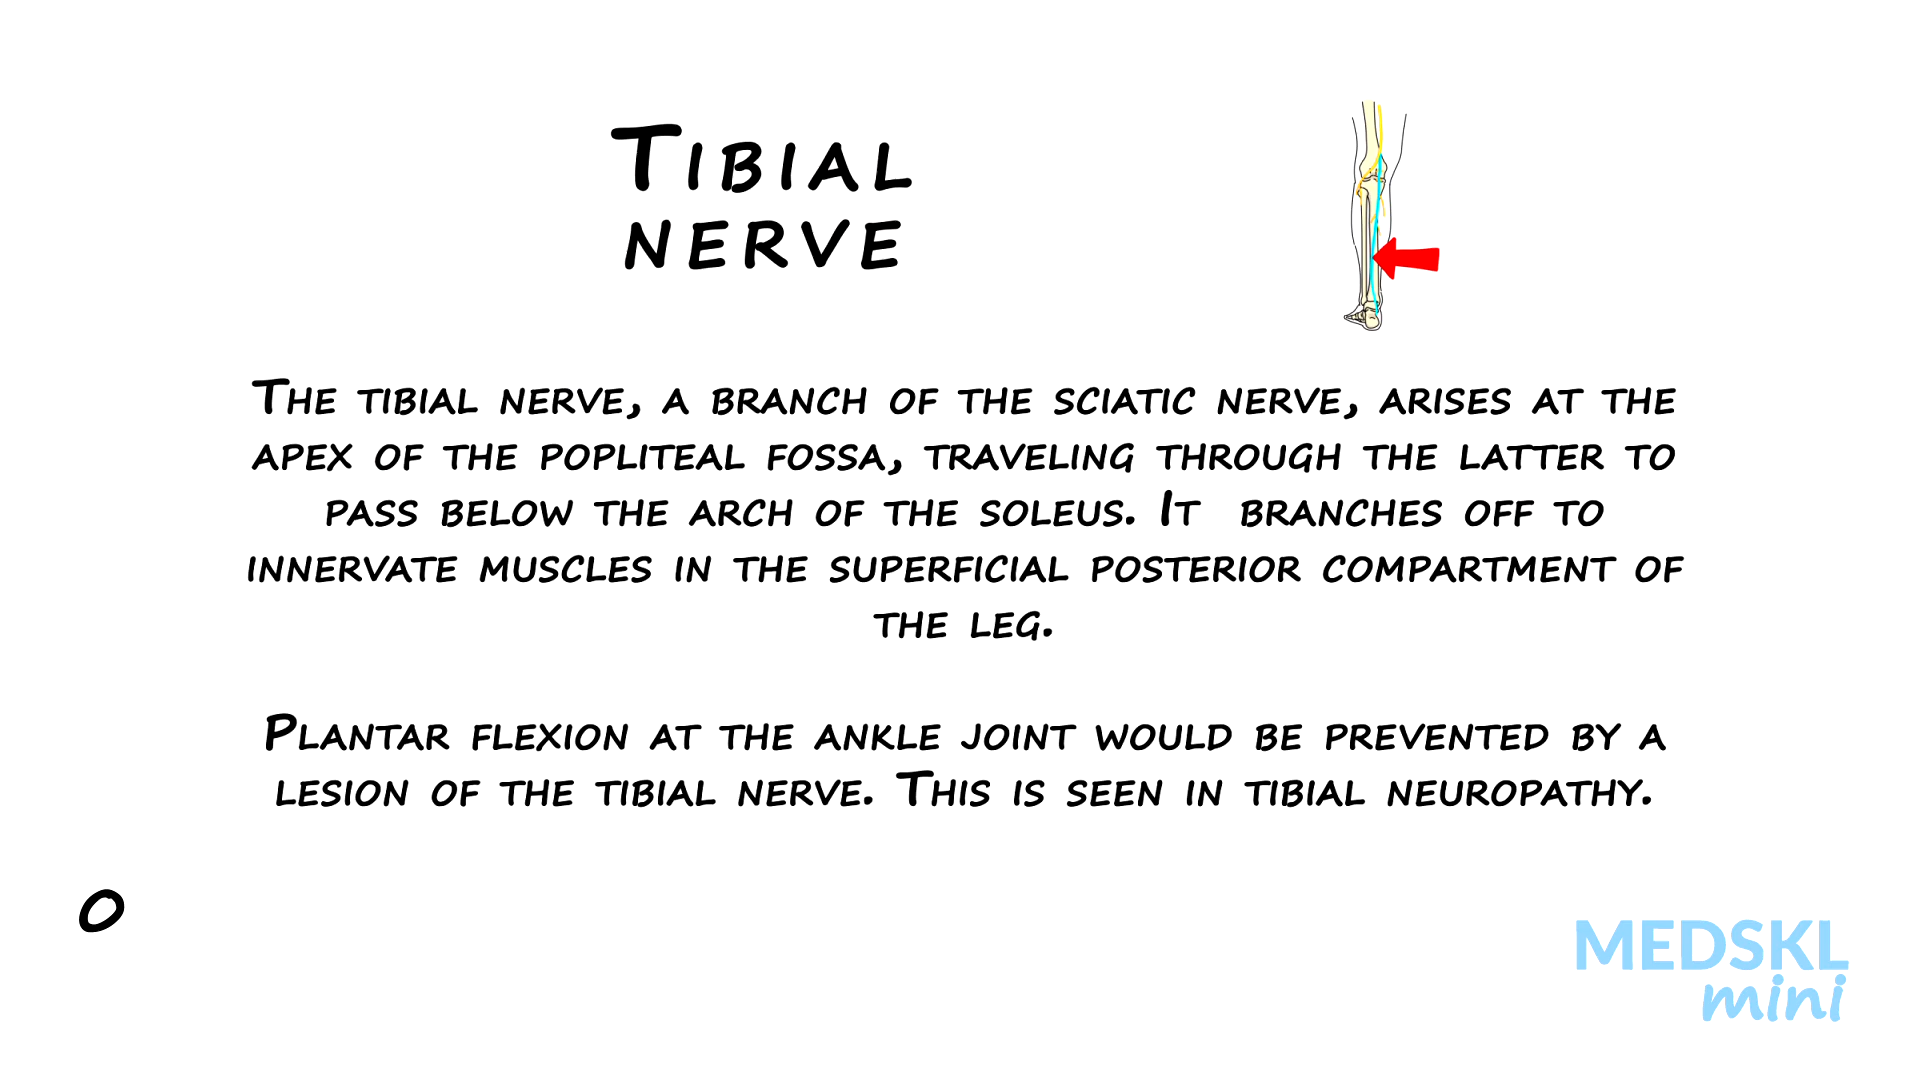 Tibial
nerve
The tibial nerve, a branch of the sciatic nerve, arises at the
apex of the popliteal fossa, traveling through the latter to
pass below the arch of the soleus. It  branches off to
innervate muscles in the superficial posterior compartment of
the leg.
Plantar flexion at the ankle joint would be prevented by a
lesion of the tibial nerve. This is seen in tibial neuropathy.
0
MEDSKL
mini